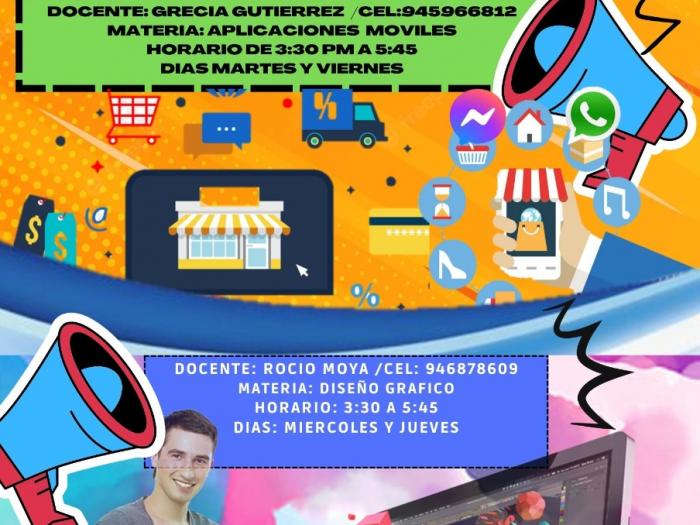 DOCENTE: GRECIA GUTIERREZ /CEL:945966812
MATERIA: APLICACIONES MOVILES
HORARIO DE 3:30 PM A 5:45
DIAS MARTES Y VIERNES
%
$
$
@
%
DOCENTE: ROCIO MOYA /CEL: 946878609
MATERIA: DISEÑO GRAFICO
HORARIO: 3:30 A 5:45
DIAS: MIERCOLES Y JUEVES